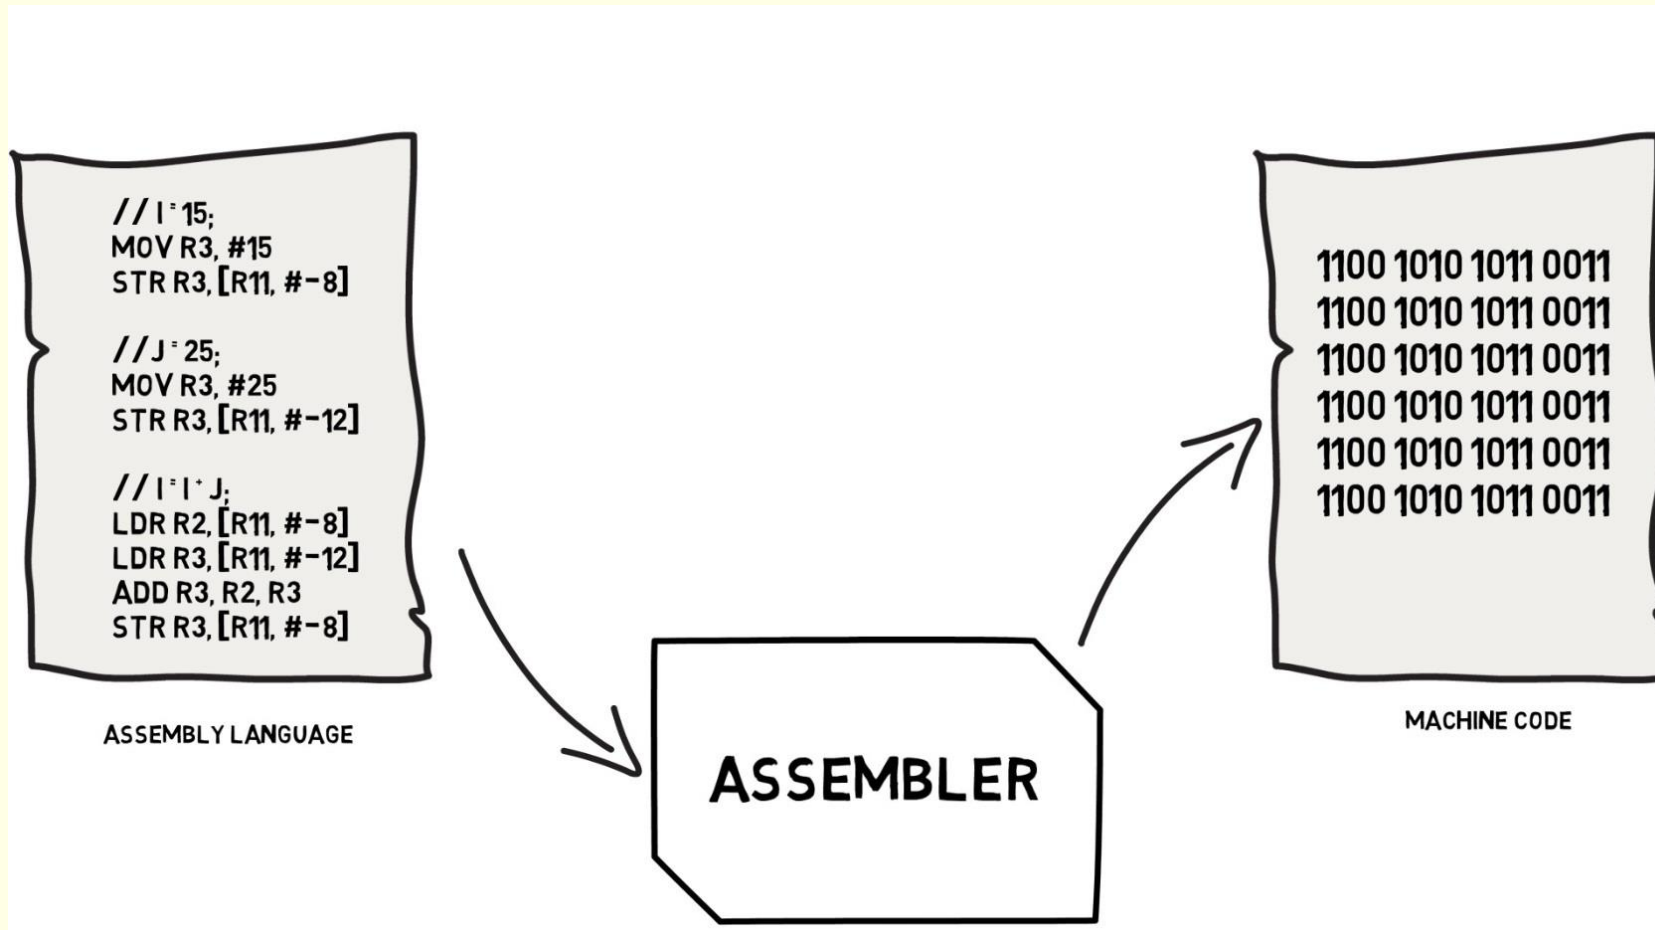 // I = 15;
MOV R3, #15
STR R3, [R11, #-8]
//J = 25;
MOV R3, #25
STR R3, [R11, #-12]
// I = I + J;
LDR R2, [R11, #-8]
LDR R3, [R11, #-12]
ADD R3, R2, R3
STR R3, [R11, #-8]
ASSEMBLY LANGUAGE
ASSEMBLER
1100 1010 1011 0011
1100 1010 1011 0011
1100 1010 1011 0011
1100 1010 1011 0011
1100 1010 1011 0011
1100 1010 1011 0011
MACHINE CODE